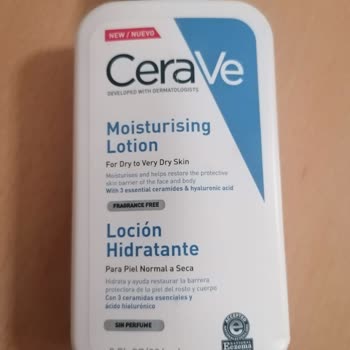 NEW / NUEVO
CeraVe
DEVELOPED WITH DERMATOLOGISTS
Moisturising
Lotion
For Dry to Very Dry Skin
Moisturises and helps restore the protective
skin barrier of the face and body
With 3 essential ceramides & hyaluronic acid
FRAGRANCE FREE
Loción
Hidratante
Para Piel Normal a Seca
Hidrata y ayuda restaurar la barrera
protectora de la piel del rostro y cuerpo
Con 3 ceramidas esenciales y
ácido hialurónico
SIN PERFUME
ACCEPTED
Eczema